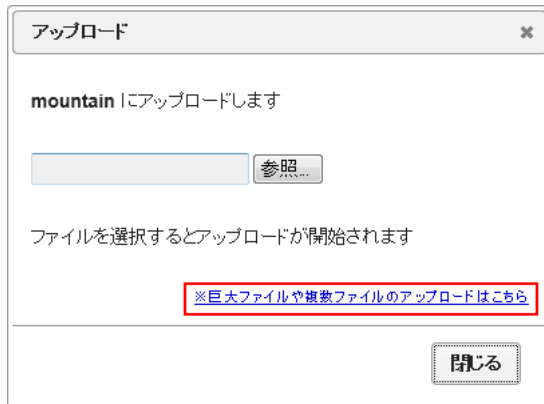 アップロード
mountain にアップロードします
参照...
ファイルを選択するとアップロードが開始されます
※巨大ファイルや複数ファイルのアップロードはこちら
閉じる